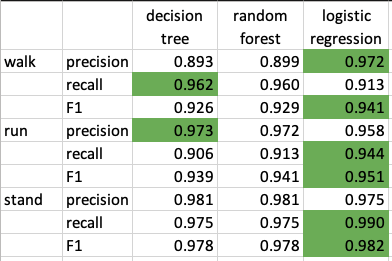 decision tree random forest logistic regression
walk precision 0.893 0.899 0.972
recall 0.962 0.960 0.913
F1 0.926 0.929 0.941
run precision 0.973 0.972 0.958
recall 0.906 0.913 0.944
F1 0.939 0.941 0.951
stand precision 0.981 0.981 0.975
recall 0.975 0.975 0.990
F1 0.978 0.978 0.982